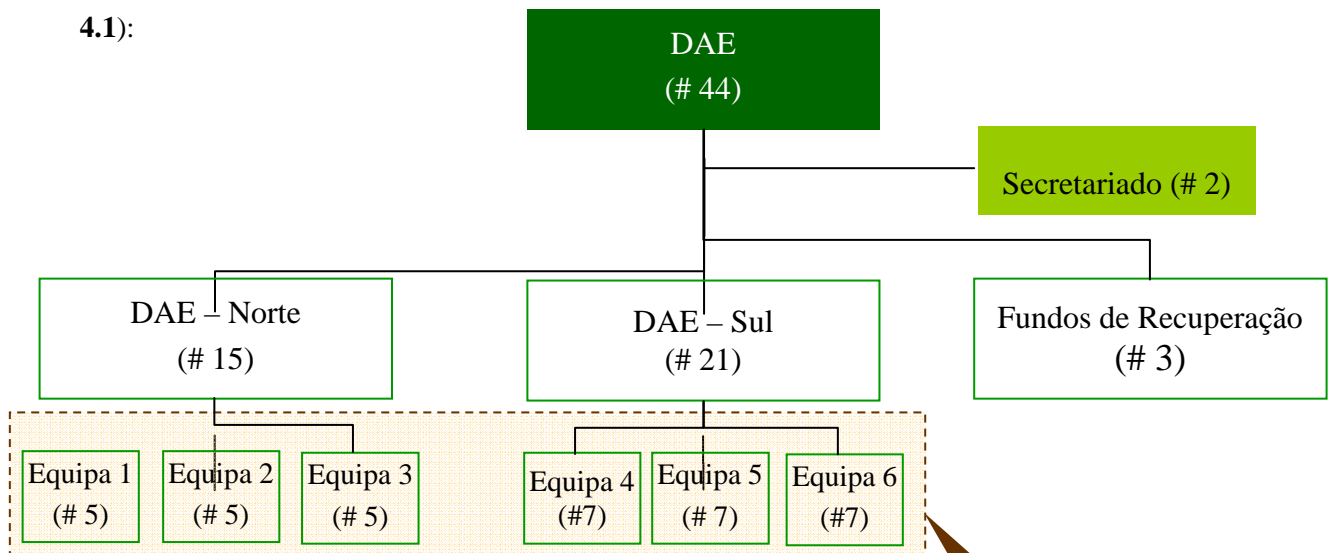 4.1):
DAE
(# 44)
Secretariado (# 2)
DAE – Norte
(# 15)
DAE – Sul
(# 21)
Fundos de Recuperação
(# 3)
Equipa 1
(# 5)
Equipa 2
(# 5)
Equipa 3
(# 5)
Equipa 4
(#7)
Equipa 5
(# 7)
Equipa 6
(#7)